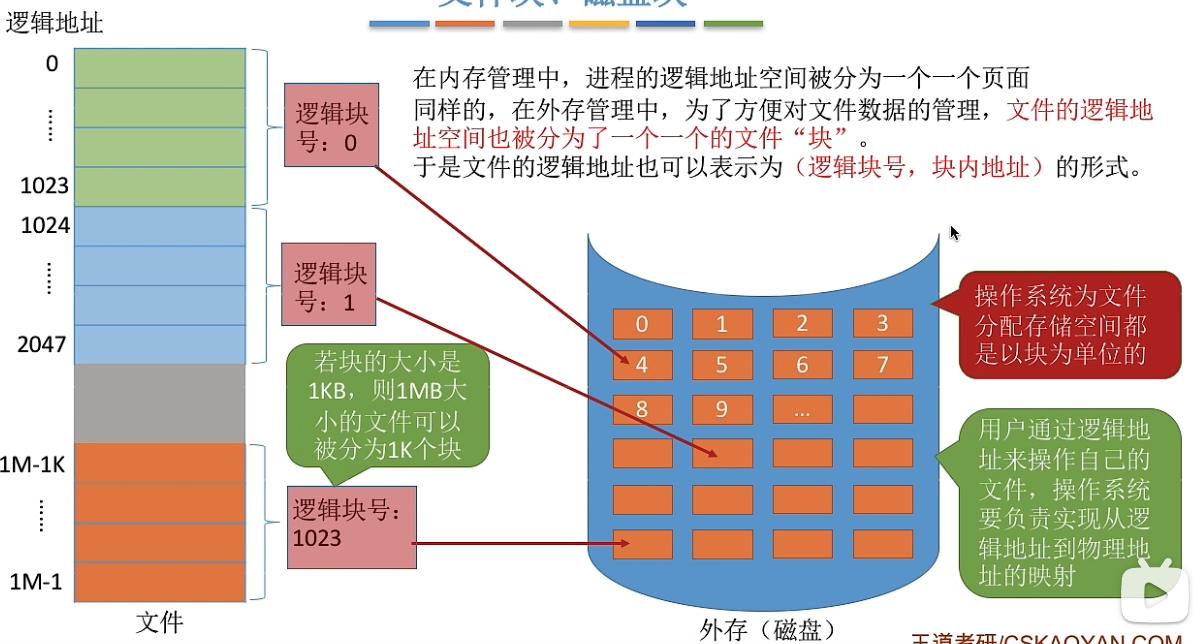 逻辑地址
0
……
1023
1024
……
2047
1M-1K
……
1M-1
文件
逻辑块
号：0
逻辑块
号：1
若块的大小是
1KB，则1MB大
小的文件可以
被分为1K个块
逻辑块号：
1023
在内存管理中，进程的逻辑地址空间被分为一个一个页面
同样的，在外存管理中，为了方便对文件数据的管理，文件的逻辑地
址空间也被分为了一个一个的文件“块”。
于是文件的逻辑地址也可以表示为（逻辑块号，块内地址）的形式。
0 1 2 3
4 5 6 7
8 9 ...
外存（磁盘）
操作系统为文件
分配存储空间都
是以块为单位的
用户通过逻辑地
址来操作自己的
文件，操作系统
要负责实现从逻
辑地址到物理地
址的映射
王道考研/CSKAOYAN.COM